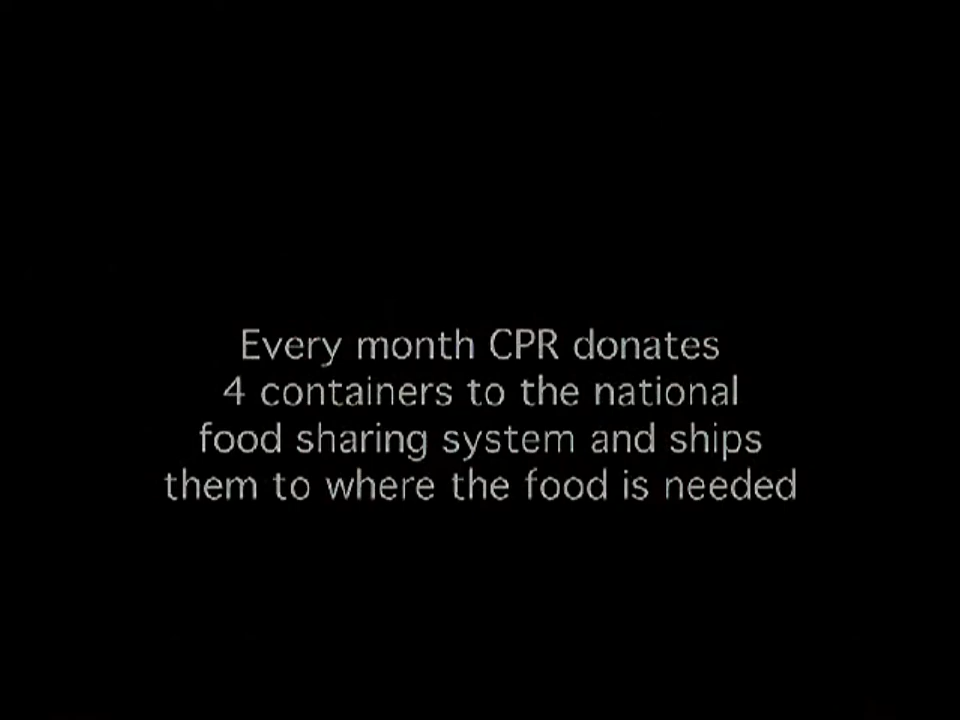 Every month CPR donates
4 containers to the national
food sharing system and ships
them to where the food is needed